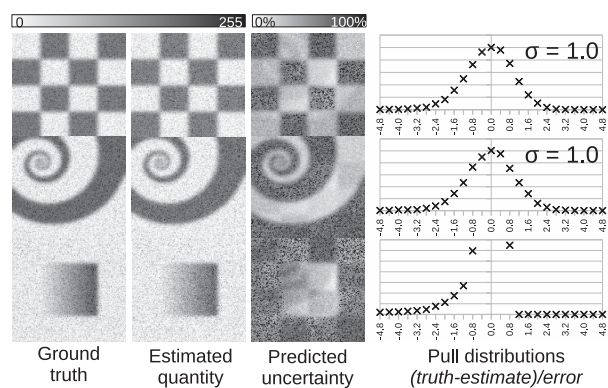 0 255 0% 100%
σ = 1.0
-4.8 -4.0 -3.2 -2.4 -1.6 -0.8 0.0 0.8 1.6 2.4 3.2 4.0 4.8
σ = 1.0
-4.8 -4.0 -3.2 -2.4 -1.6 -0.8 0.0 0.8 1.6 2.4 3.2 4.0 4.8
-4.8 -4.0 -3.2 -2.4 -1.6 -0.8 0.0 0.8 1.6 2.4 3.2 4.0 4.8
Ground Estimated Predicted Pull distributions
truth quantity uncertainty (truth-estimate)/error